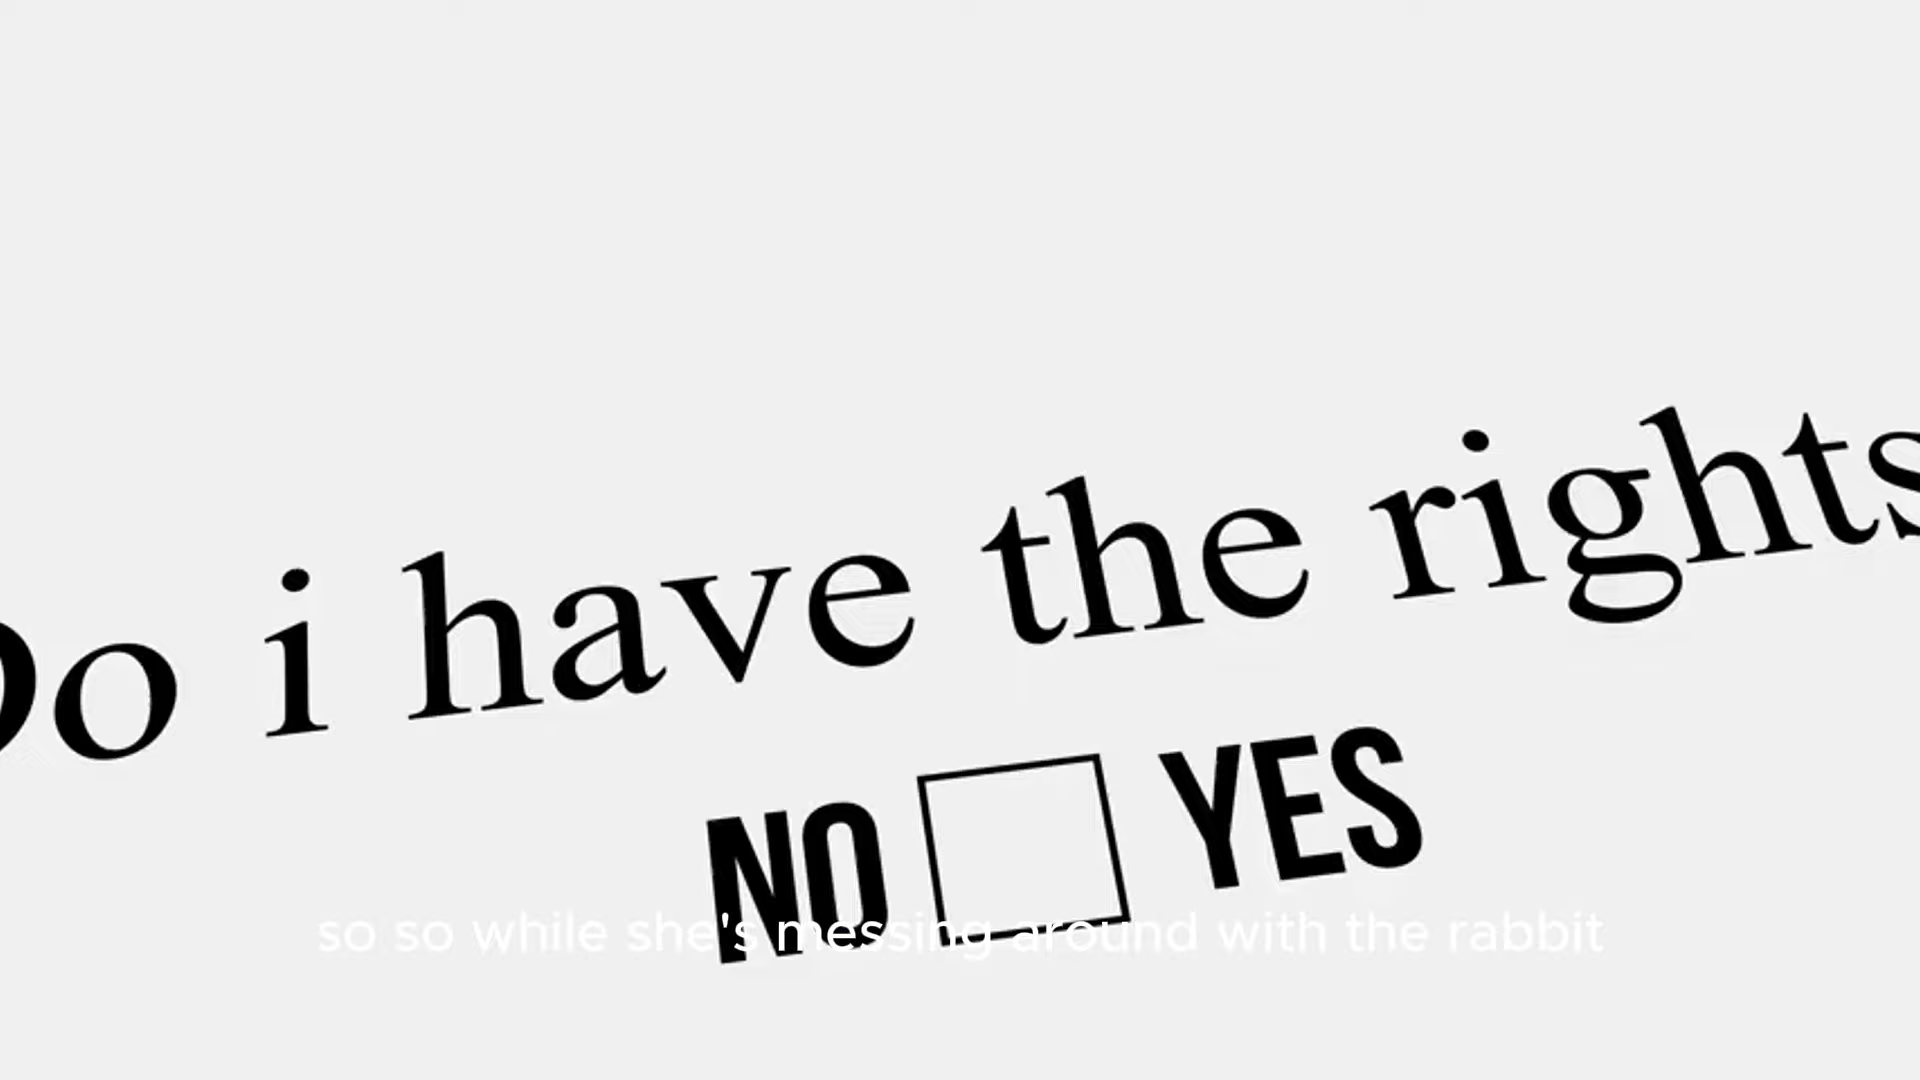 Do i have the rights
NO YES
so so while she's messing around with the rabbit